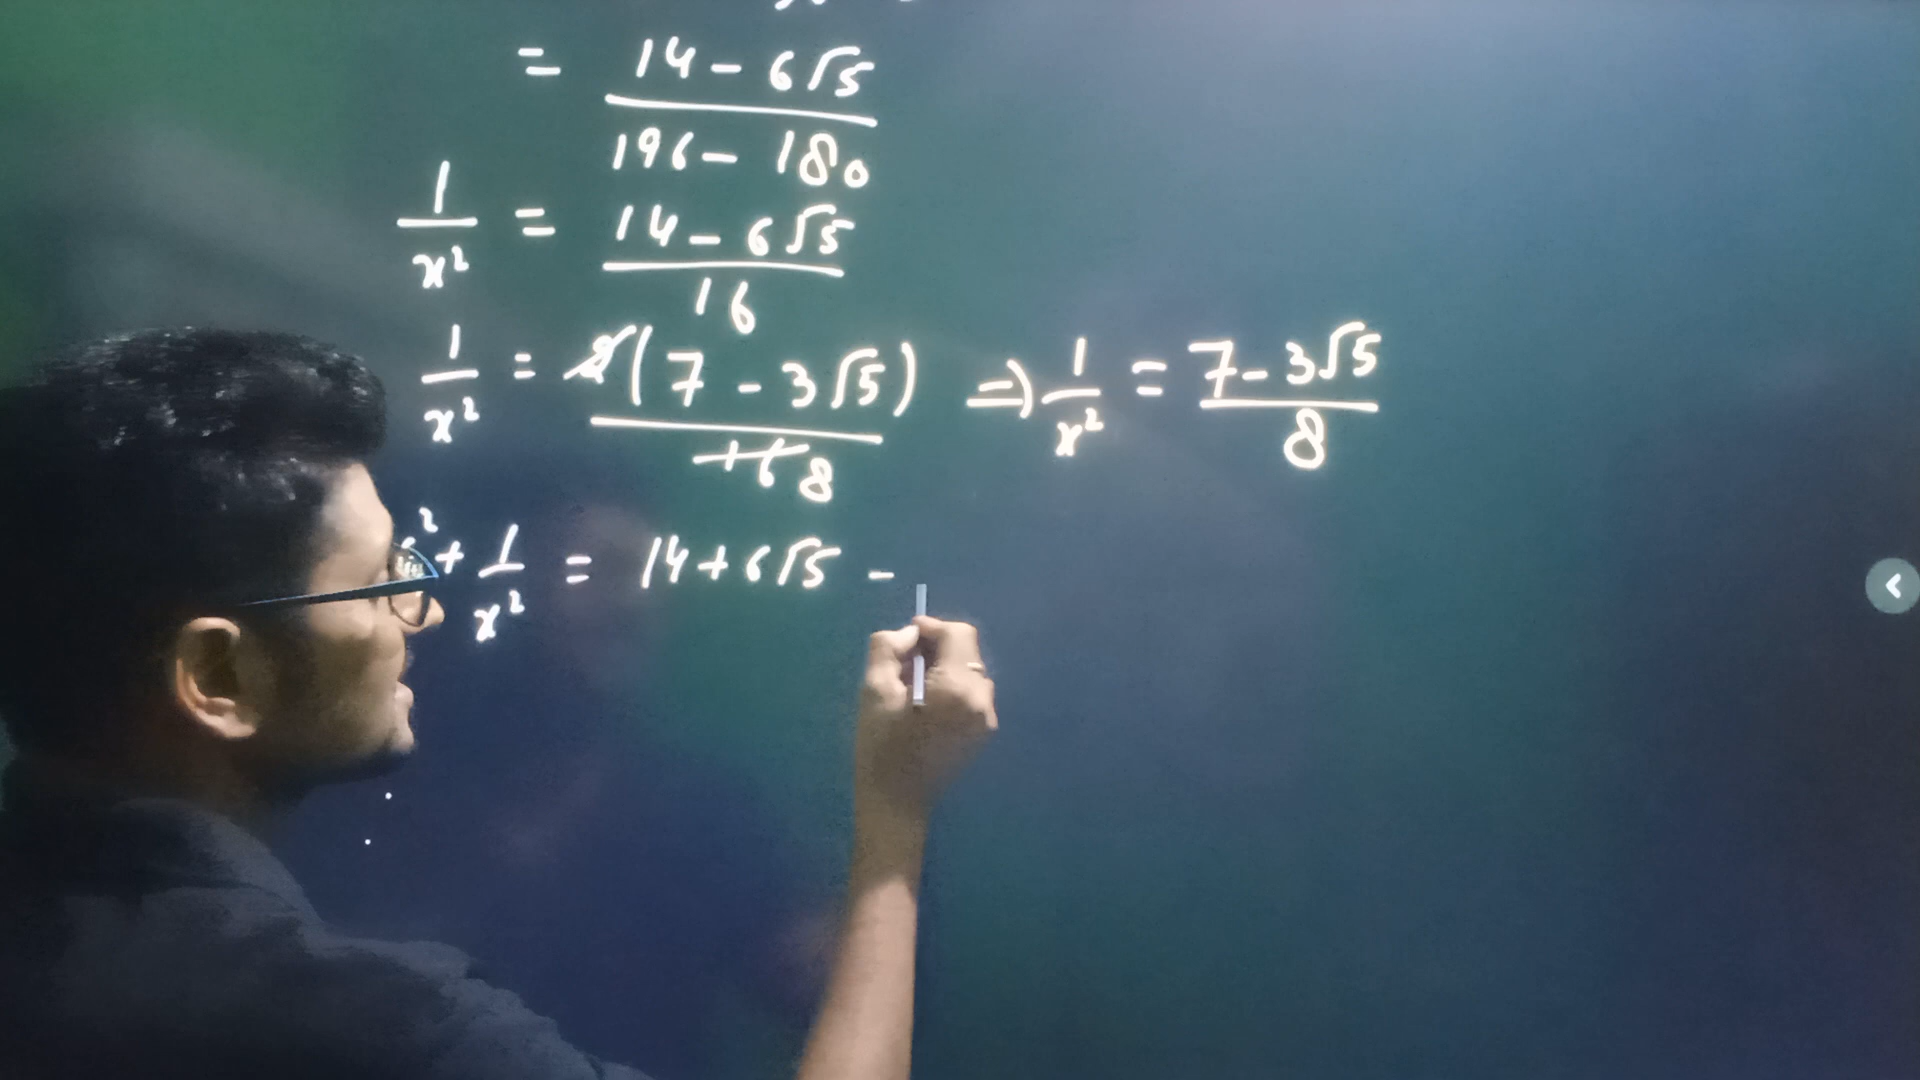 = 14 - 6√5 / 196 - 180
1/x² = 14 - 6√5 / 16
1/x² = 2(7 - 3√5) / 16 8 ⇒ 1/x² = 7 - 3√5 / 8
² + 1/x² = 14 + 6√5 -